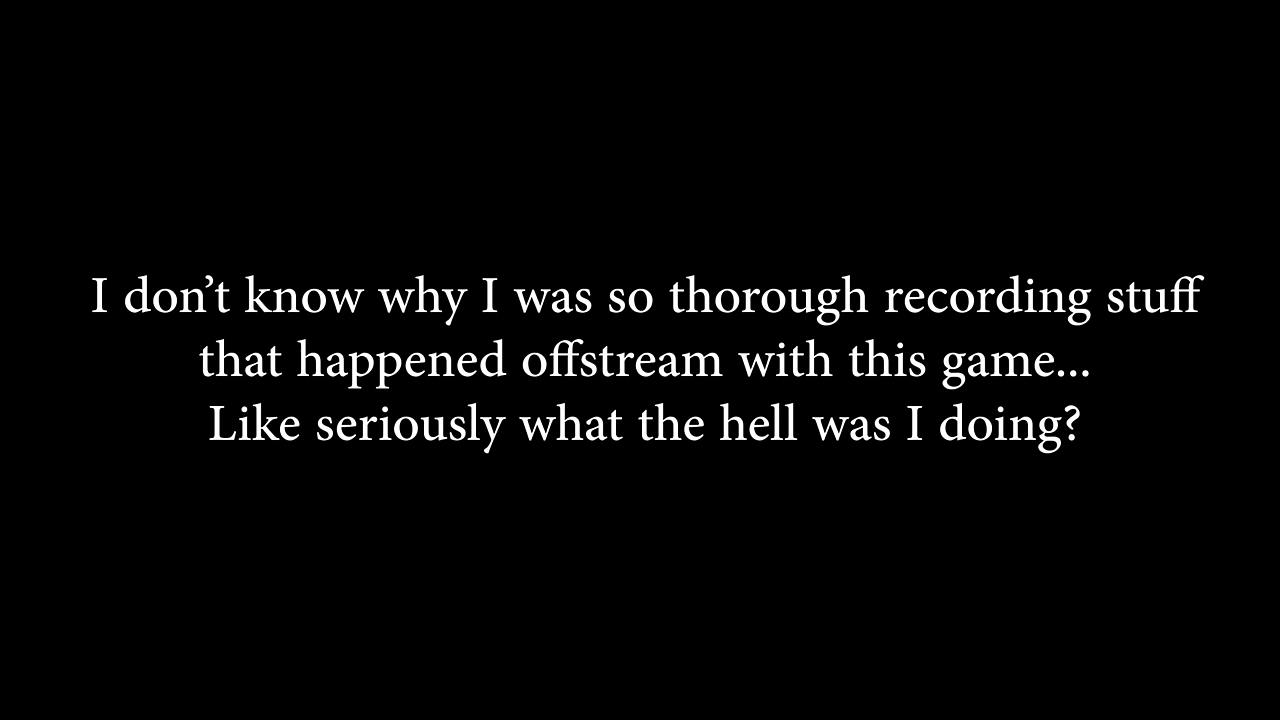 I don’t know why I was so thorough recording stuff
that happened offstream with this game...
Like seriously what the hell was I doing?